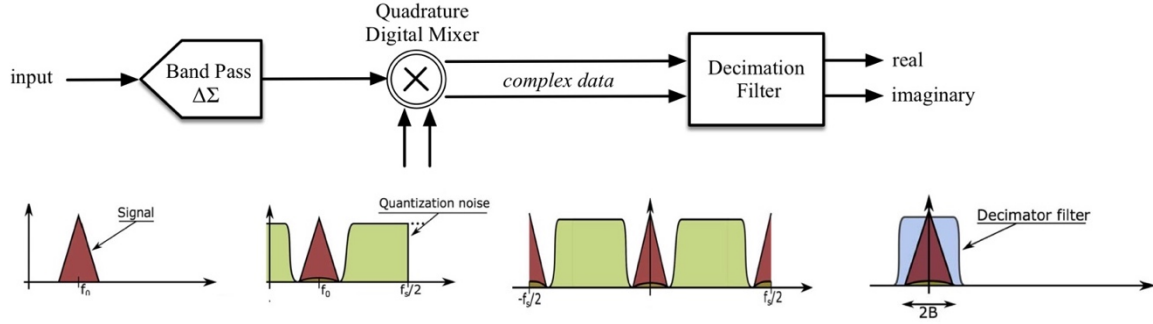 Quadrature
Digital Mixer
input
Band Pass
ΔΣ
complex data
Decimation
Filter
real
imaginary
Signal
f₀
Quantization noise
f₀
fₛ/2
-fₛ/2
fₛ/2
Decimator filter
2B